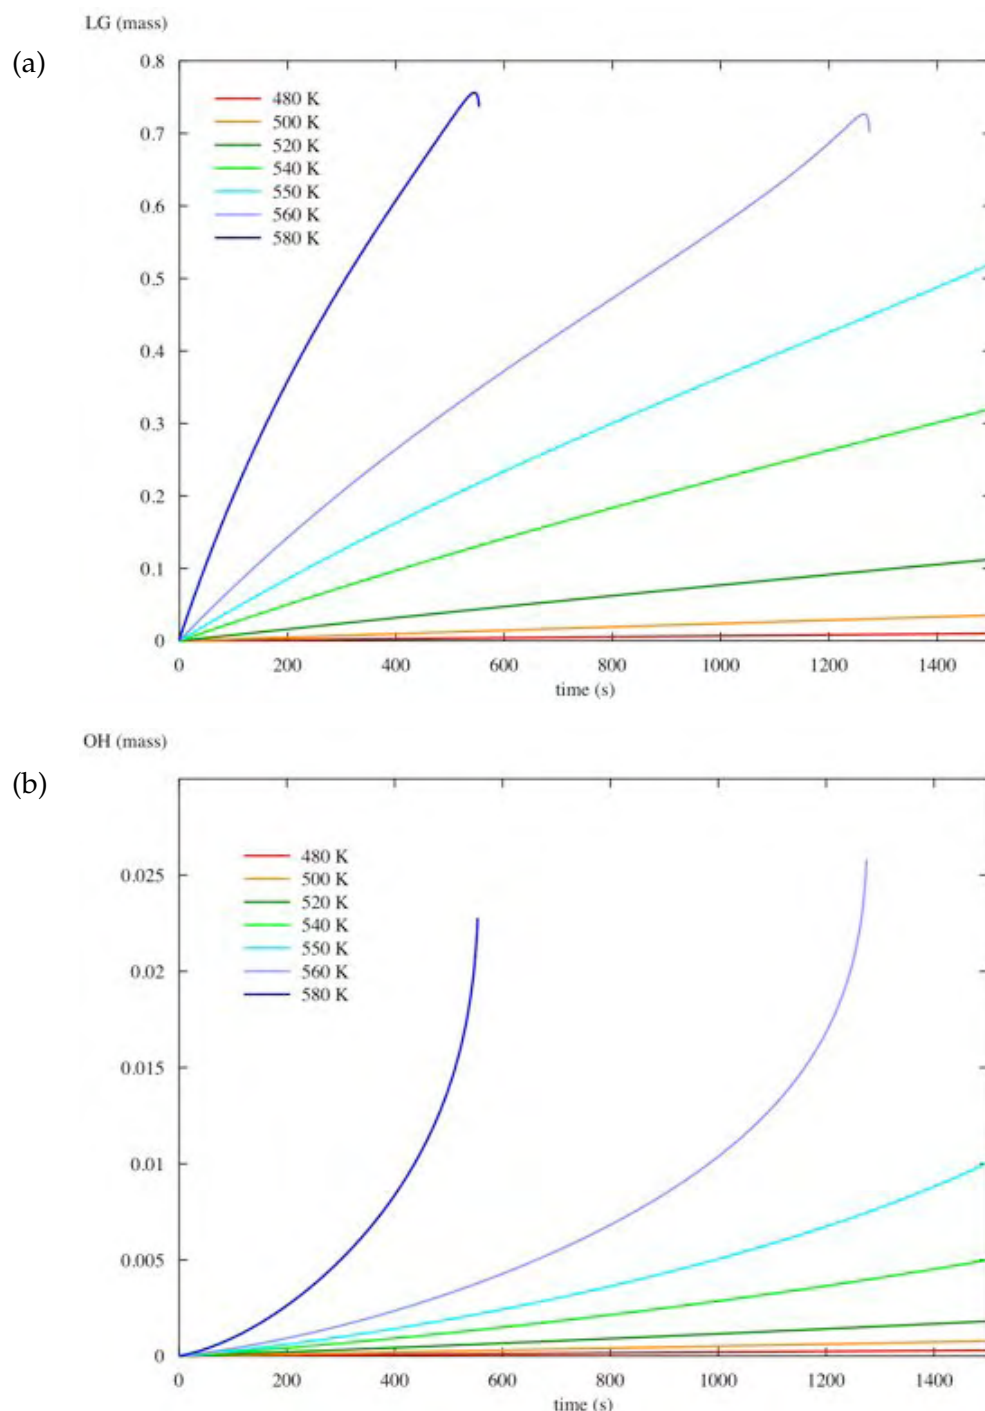 LG (mass)
(a)
0.8
0.7
0.6
0.5
0.4
0.3
0.2
0.1
0
480 K
500 K
520 K
540 K
550 K
560 K
580 K
0 200 400 600 800 1000 1200 1400
time (s)
OH (mass)
(b)
0.025
0.02
0.015
0.01
0.005
0
480 K
500 K
520 K
540 K
550 K
560 K
580 K
0 200 400 600 800 1000 1200 1400
time (s)